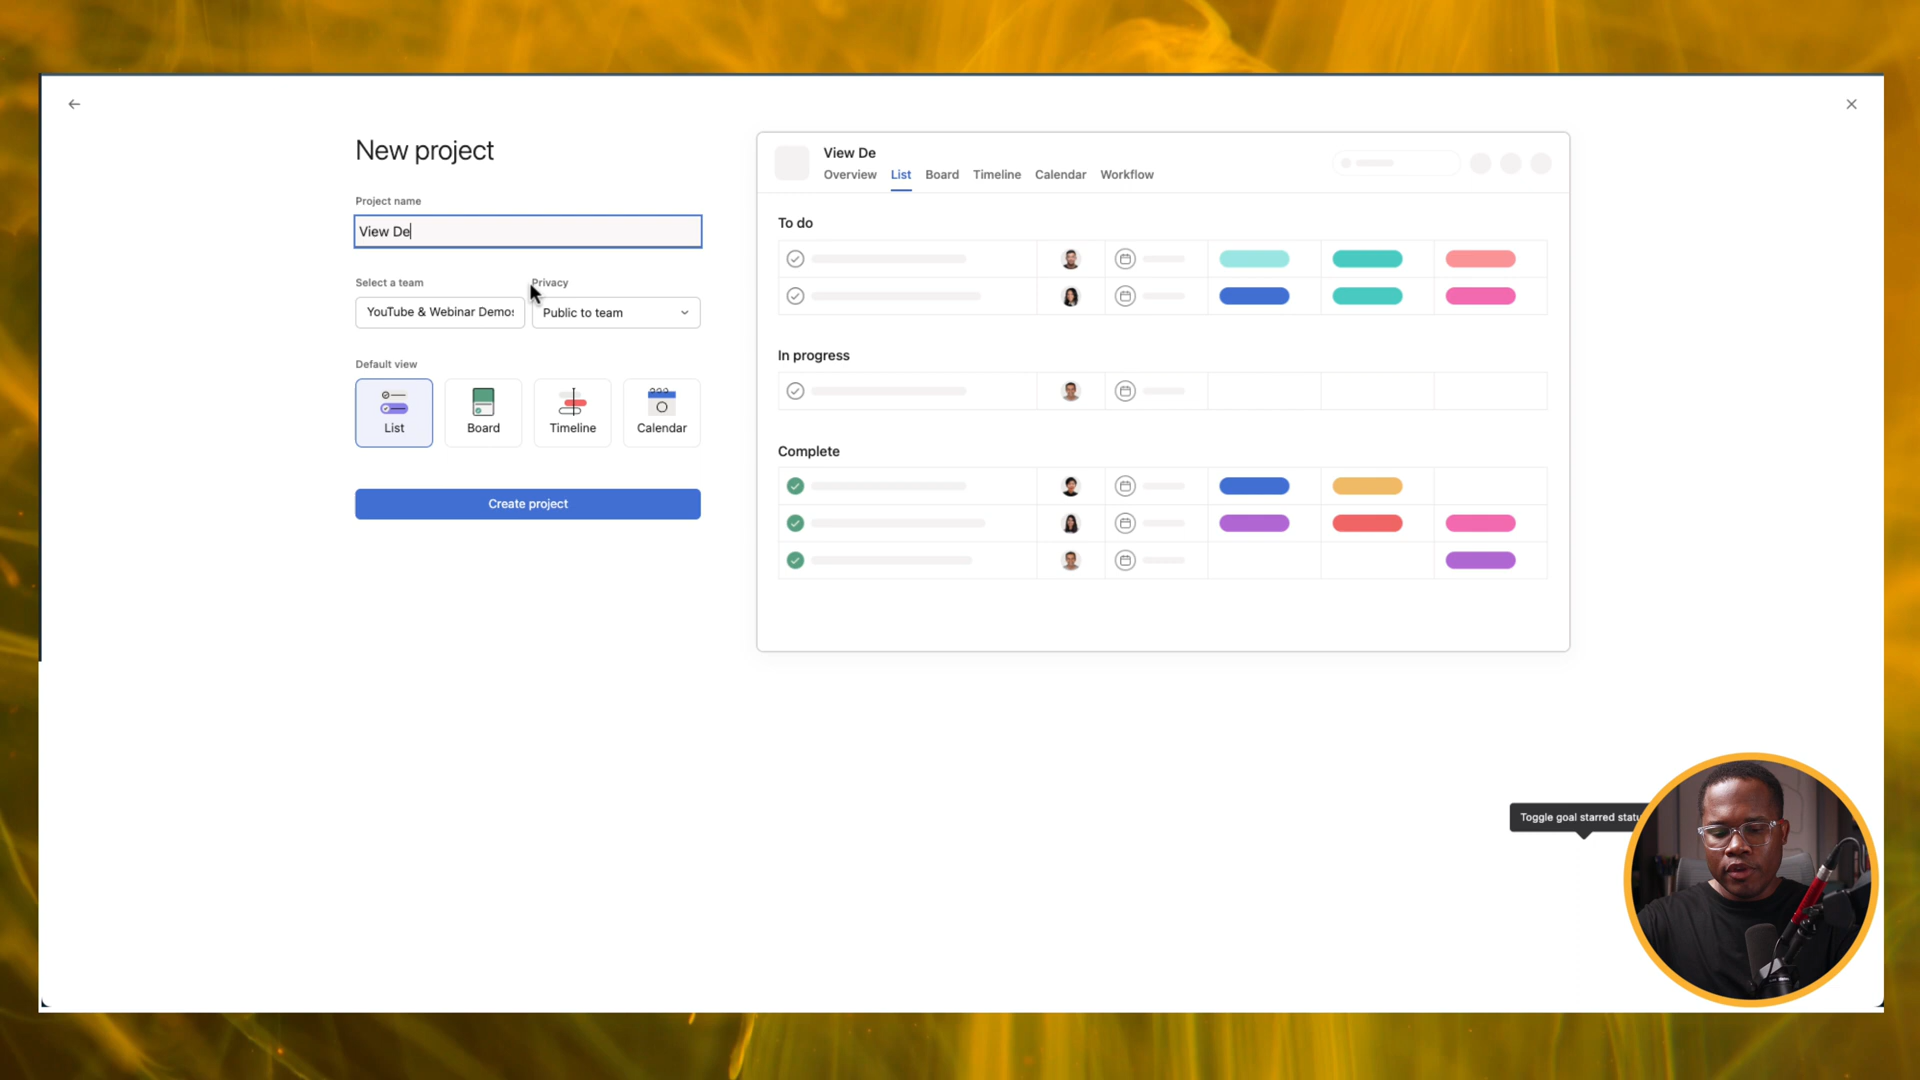 New project
Project name
View De
Select a team
Privacy
YouTube & Webinar Demos
Public to team
Default view
List
Board
Timeline
Calendar
Create project
View De
Overview List Board Timeline Calendar Workflow
To do
In progress
Complete
Toggle goal starred statu